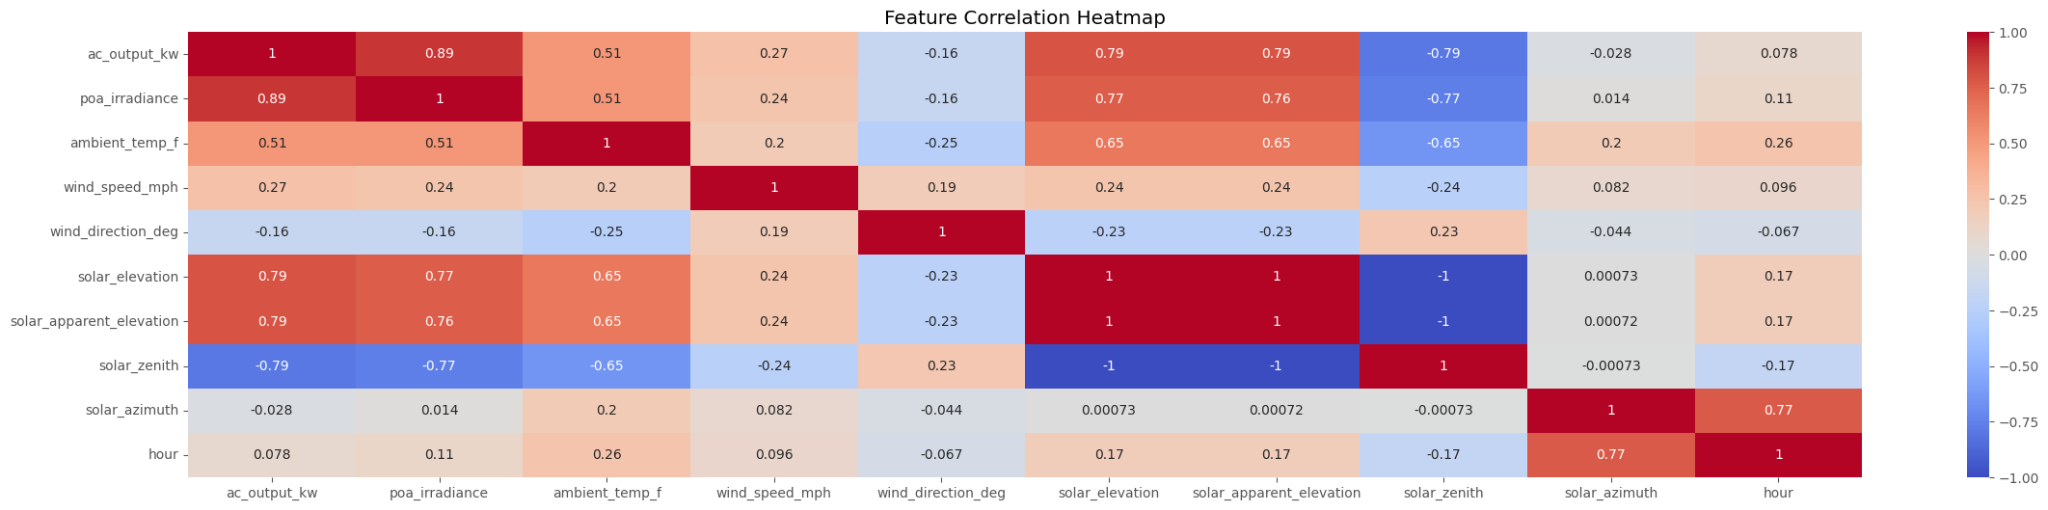 Feature Correlation Heatmap
ac_output_kw 1 0.89 0.51 0.27 -0.16 0.79 0.79 -0.79 -0.028 0.078
poa_irradiance 0.89 1 0.51 0.24 -0.16 0.77 0.76 -0.77 0.014 0.11
ambient_temp_f 0.51 0.51 1 0.2 -0.25 0.65 0.65 -0.65 0.2 0.26
wind_speed_mph 0.27 0.24 0.2 1 0.19 0.24 0.24 -0.24 0.082 0.096
wind_direction_deg -0.16 -0.16 -0.25 0.19 1 -0.23 -0.23 0.23 -0.044 -0.067
solar_elevation 0.79 0.77 0.65 0.24 -0.23 1 1 -1 0.00073 0.17
solar_apparent_elevation 0.79 0.76 0.65 0.24 -0.23 1 1 -1 0.00072 0.17
solar_zenith -0.79 -0.77 -0.65 -0.24 0.23 -1 -1 1 -0.00073 -0.17
solar_azimuth -0.028 0.014 0.2 0.082 -0.044 0.00073 0.00072 -0.00073 1 0.77
hour 0.078 0.11 0.26 0.096 -0.067 0.17 0.17 -0.17 0.77 1
ac_output_kw poa_irradiance ambient_temp_f wind_speed_mph wind_direction_deg solar_elevation solar_apparent_elevation solar_zenith solar_azimuth hour
1.00
0.75
0.50
0.25
0.00
−0.25
−0.50
−0.75
−1.00